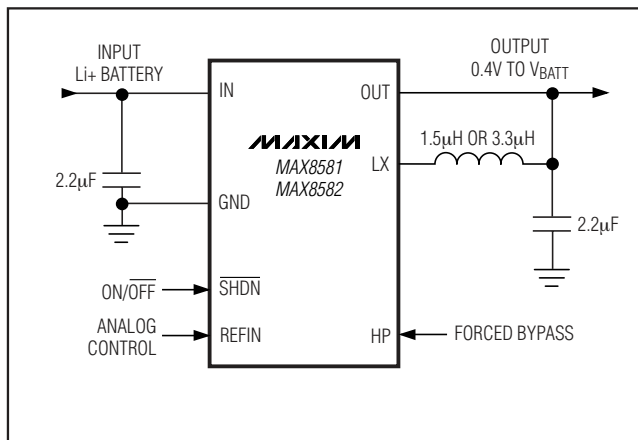 INPUT
Li+ BATTERY
OUTPUT
0.4V TO VBATT
IN
OUT
MAXIM
MAX8581
MAX8582
1.5μH OR 3.3μH
LX
2.2μF
GND
2.2μF
ON/OFF
SHDN
ANALOG
CONTROL
REFIN
HP
FORCED BYPASS